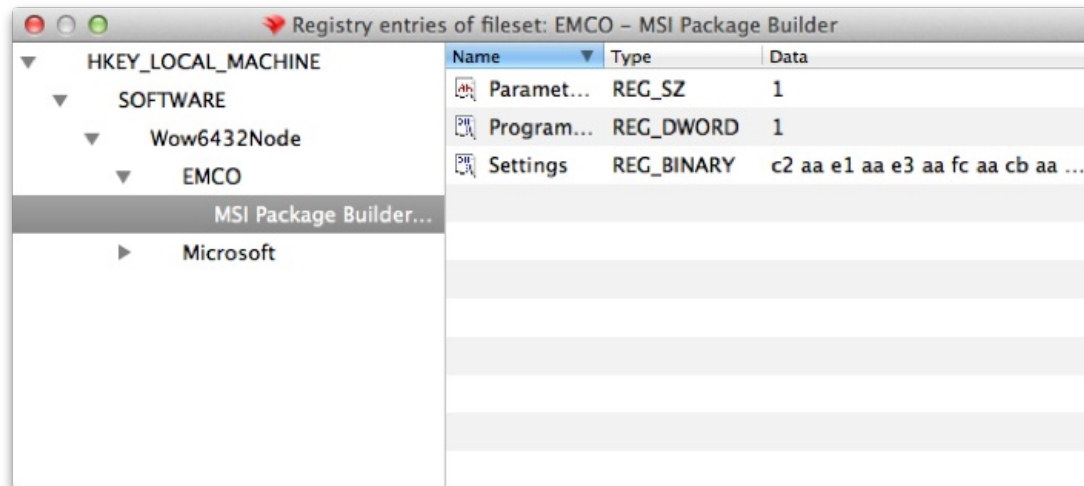 Registry entries of fileset: EMCO – MSI Package Builder
HKEY_LOCAL_MACHINE
SOFTWARE
Wow6432Node
EMCO
MSI Package Builder...
Microsoft
Name Type Data
Paramet... REG_SZ 1
Program... REG_DWORD 1
Settings REG_BINARY c2 aa e1 aa e3 aa fc aa cb aa ...